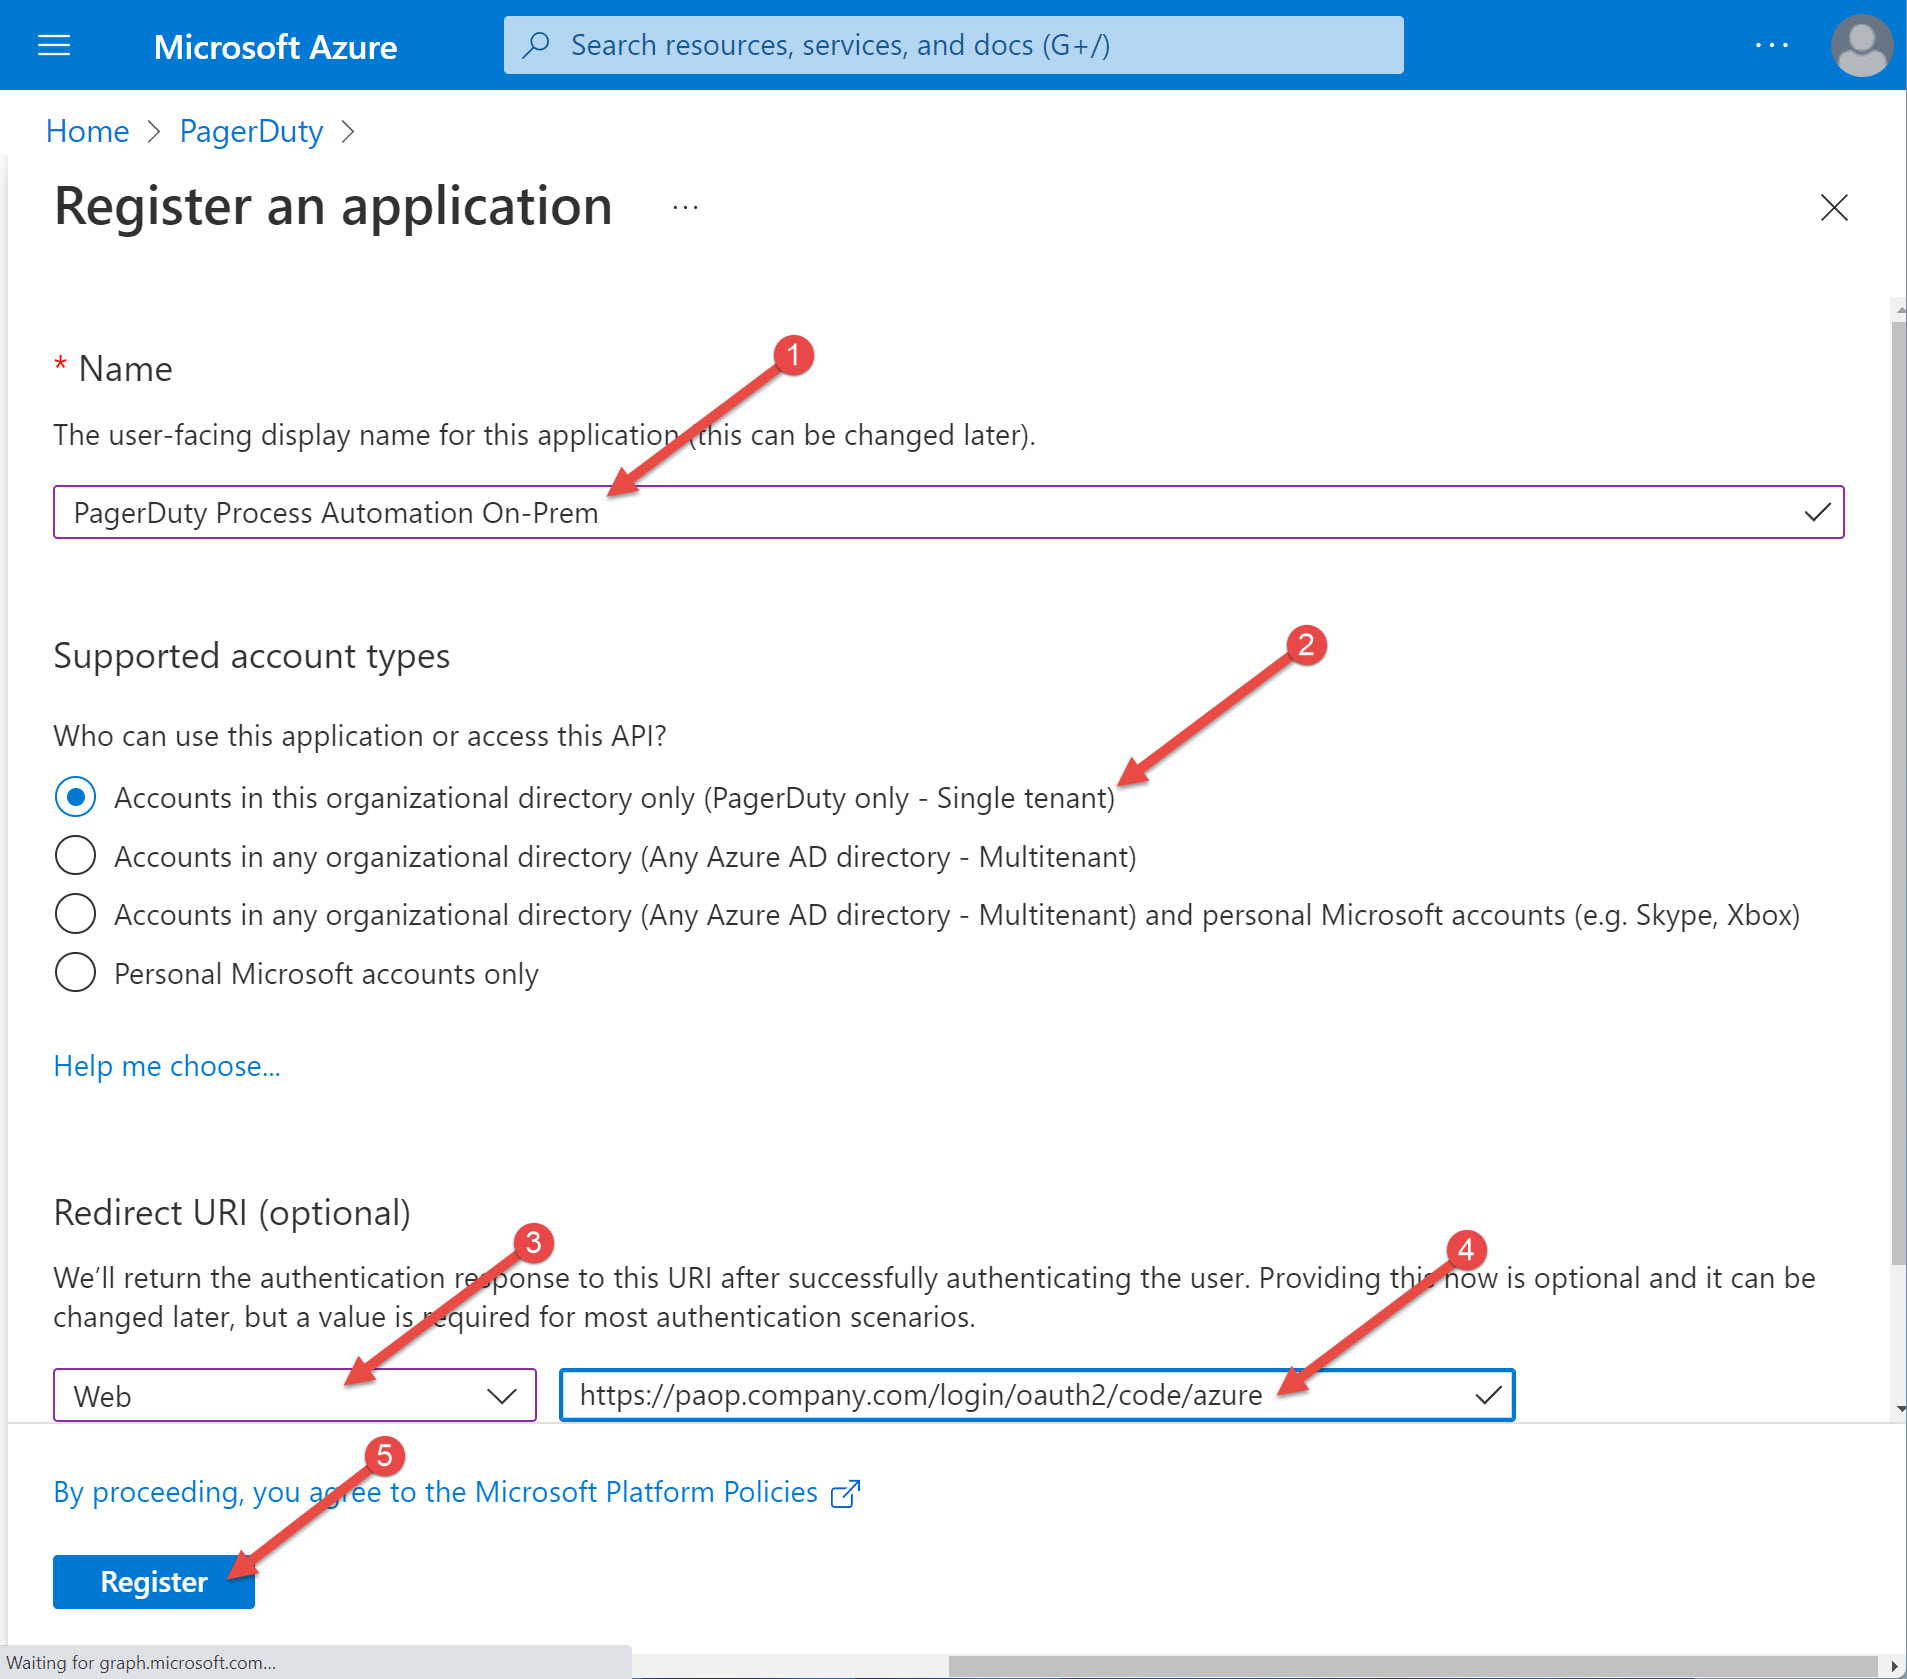 Microsoft Azure
Search resources, services, and docs (G+/)
Home > PagerDuty >
Register an application ...
1
* Name
The user-facing display name for this application (this can be changed later).
PagerDuty Process Automation On-Prem
2
Supported account types
Who can use this application or access this API?
Accounts in this organizational directory only (PagerDuty only - Single tenant)
Accounts in any organizational directory (Any Azure AD directory - Multitenant)
Accounts in any organizational directory (Any Azure AD directory - Multitenant) and personal Microsoft accounts (e.g. Skype, Xbox)
Personal Microsoft accounts only
Help me choose...
Redirect URI (optional)
3
4
We’ll return the authentication response to this URI after successfully authenticating the user. Providing this now is optional and it can be
changed later, but a value is required for most authentication scenarios.
Web
https://paop.company.com/login/oauth2/code/azure
5
By proceeding, you agree to the Microsoft Platform Policies
Register
Waiting for graph.microsoft.com...